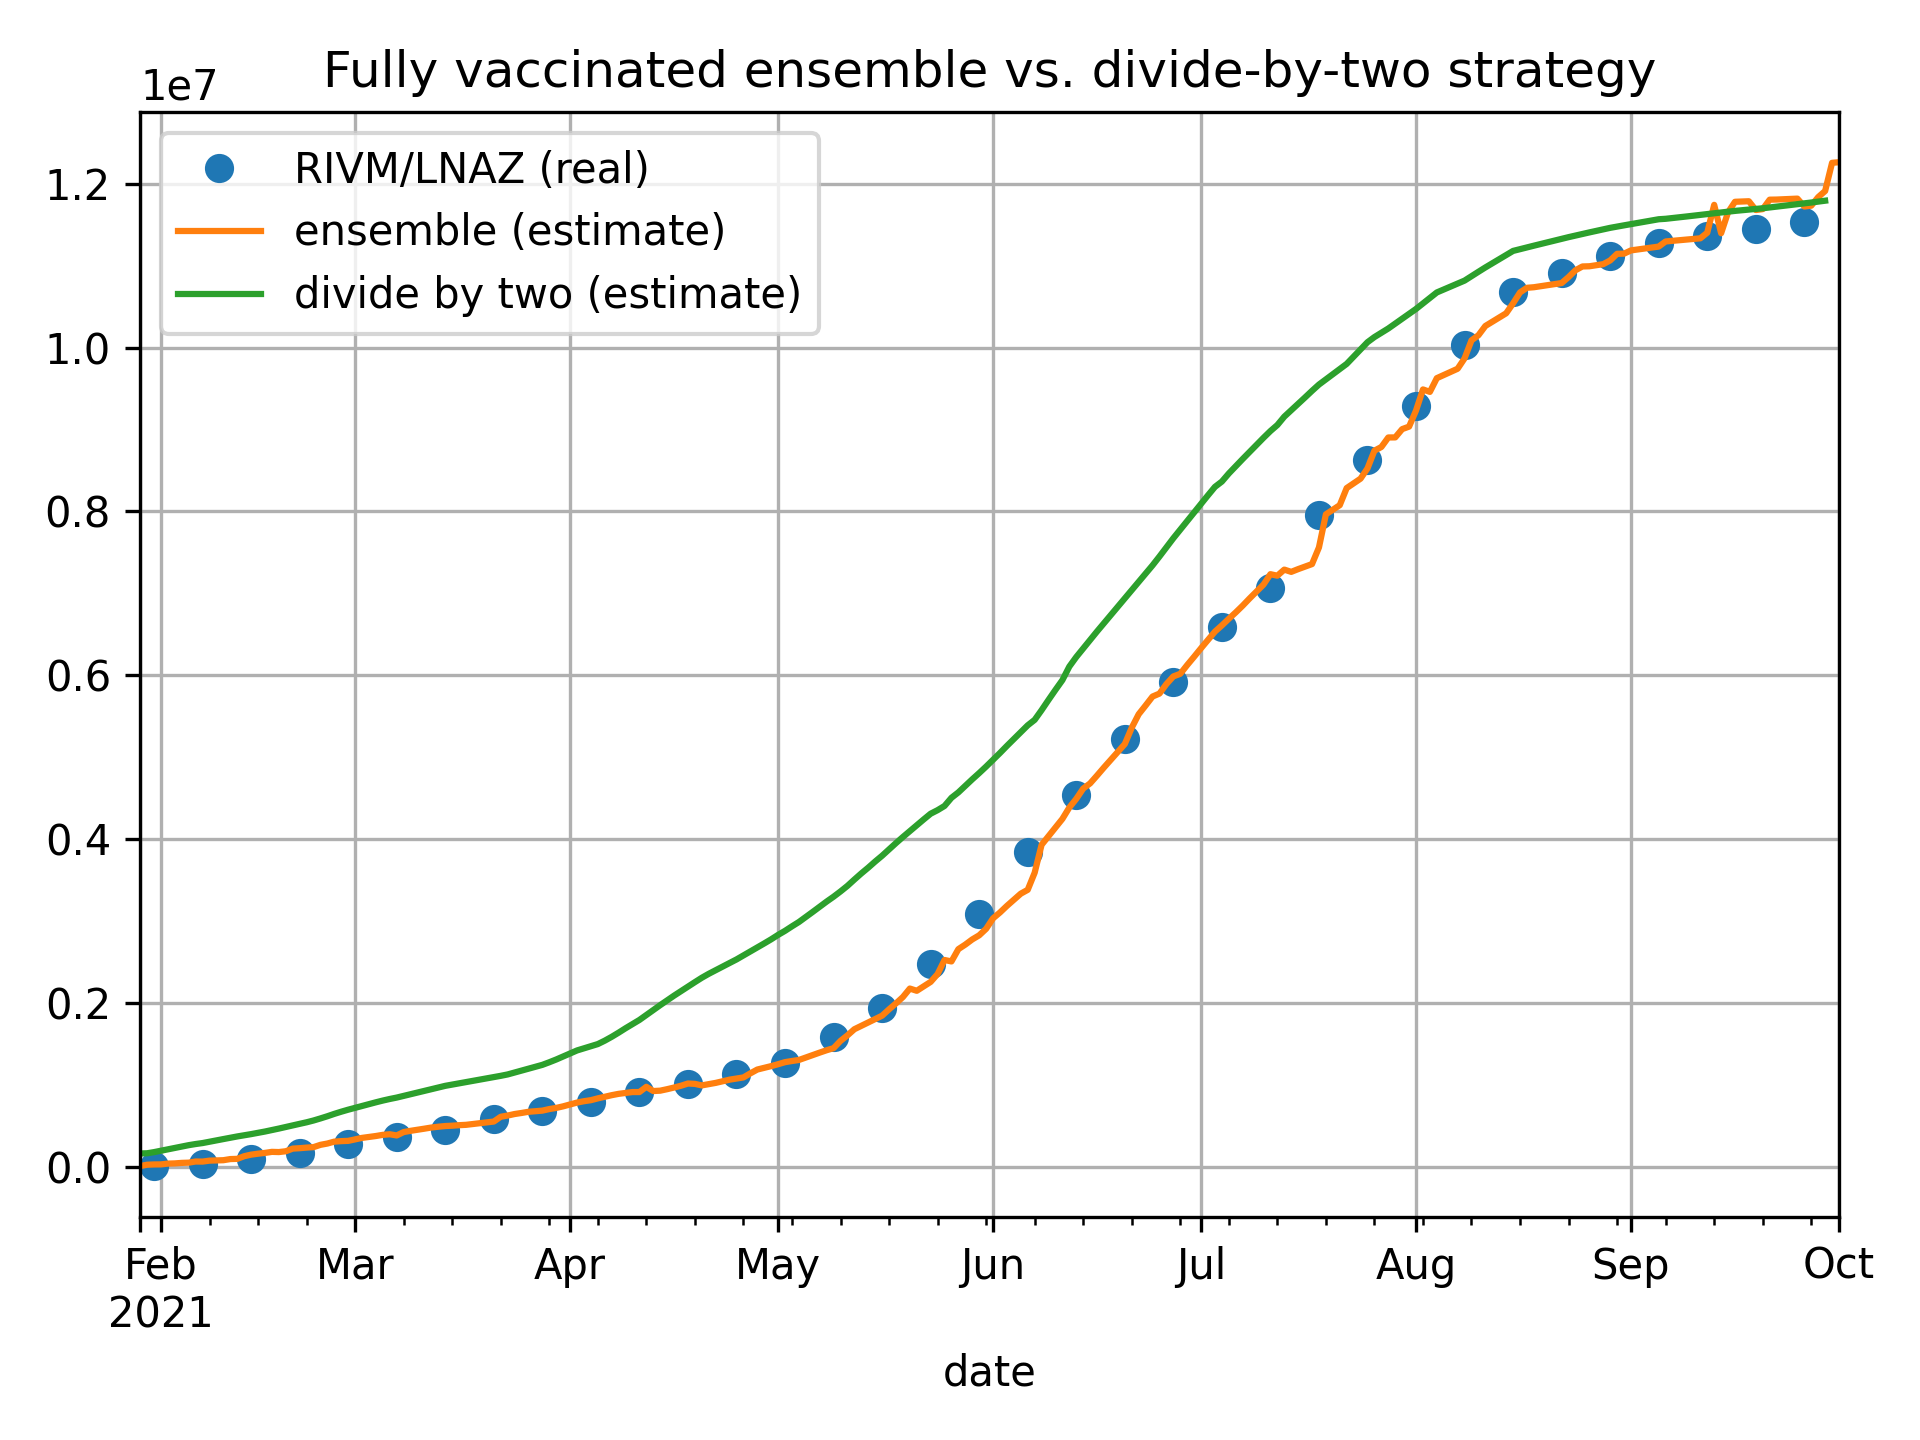 Fully vaccinated ensemble vs. divide-by-two strategy
1e7
RIVM/LNAZ (real)
ensemble (estimate)
divide by two (estimate)
1.2
1.0
0.8
0.6
0.4
0.2
0.0
Feb Mar Apr May Jun Jul Aug Sep Oct
2021
date